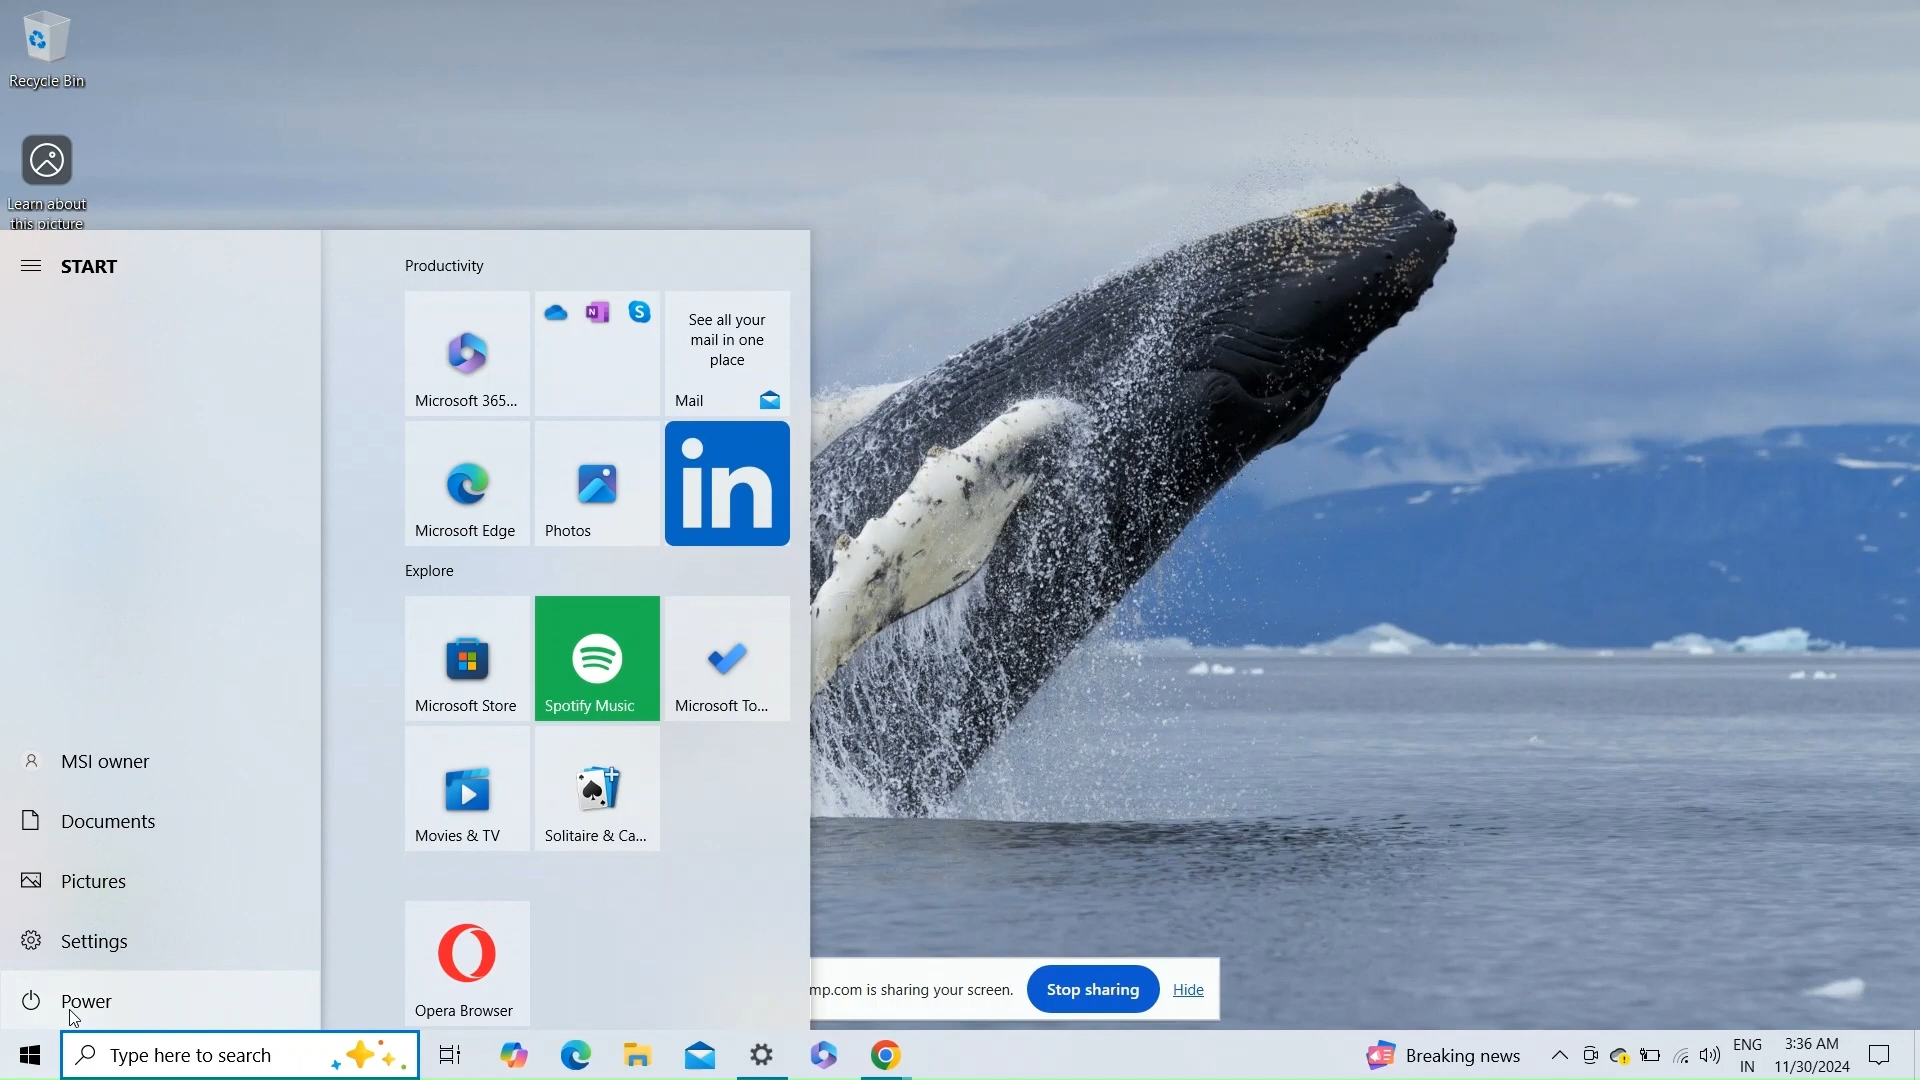 Recycle Bin
Learn about
this picture
START
MSI owner
Documents
Pictures
Settings
Power
Productivity
Microsoft 365...
N
S
See all your
mail in one
place
Mail
Microsoft Edge
Photos
in
Explore
Microsoft Store
Spotify Music
Microsoft To...
Movies & TV
Solitaire & Ca...
Opera Browser
mp.com is sharing your screen.
Stop sharing
Hide
Type here to search
Breaking news
ENG
IN
3:36 AM
11/30/2024